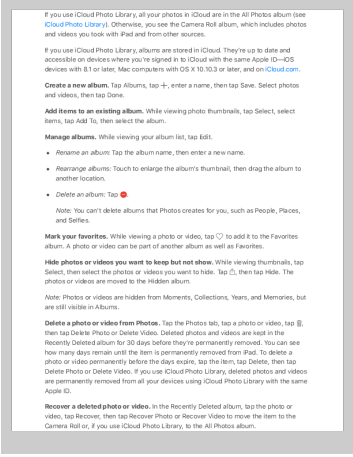 If you use iCloud Photo Library, all your photos in iCloud are in the All Photos album (see
iCloud Photo Library). Otherwise, you see the Camera Roll album, which includes photos
and videos you took with iPad and from other sources.
If you use iCloud Photo Library, albums are stored in iCloud. They're up to date and
accessible on devices where you're signed in to iCloud with the same Apple ID—iOS
devices with 8.1 or later, Mac computers with OS X 10.10.3 or later, and on iCloud.com.
Create a new album. Tap Albums, tap +, enter a name, then tap Save. Select photos
and videos, then tap Done.
Add items to an existing album. While viewing photo thumbnails, tap Select, select
items, tap Add To, then select the album.
Manage albums. While viewing your album list, tap Edit.
• Rename an album: Tap the album name, then enter a new name.
• Rearrange albums: Touch to enlarge the album's thumbnail, then drag the album to
another location.
• Delete an album: Tap
Note: You can't delete albums that Photos creates for you, such as People, Places,
and Selfies.
Mark your favorites. While viewing a photo or video, tap ♡ to add it to the Favorites
album. A photo or video can be part of another album as well as Favorites.
Hide photos or videos you want to keep but not show. While viewing thumbnails, tap
Select, then select the photos or videos you want to hide. Tap , then tap Hide. The
photos or videos are moved to the Hidden album.
Note: Photos or videos are hidden from Moments, Collections, Years, and Memories, but
are still visible in Albums.
Delete a photo or video from Photos. Tap the Photos tab, tap a photo or video, tap ,
then tap Delete Photo or Delete Video. Deleted photos and videos are kept in the
Recently Deleted album for 30 days before they're permanently removed. You can see
how many days remain until the item is permanently removed from iPad. To delete a
photo or video permanently before the days expire, tap the item, tap Delete, then tap
Delete Photo or Delete Video. If you use iCloud Photo Library, deleted photos and videos
are permanently removed from all your devices using iCloud Photo Library with the same
Apple ID.
Recover a deleted photo or video. In the Recently Deleted album, tap the photo or
video, tap Recover, then tap Recover Photo or Recover Video to move the item to the
Camera Roll or, if you use iCloud Photo Library, to the All Photos album.